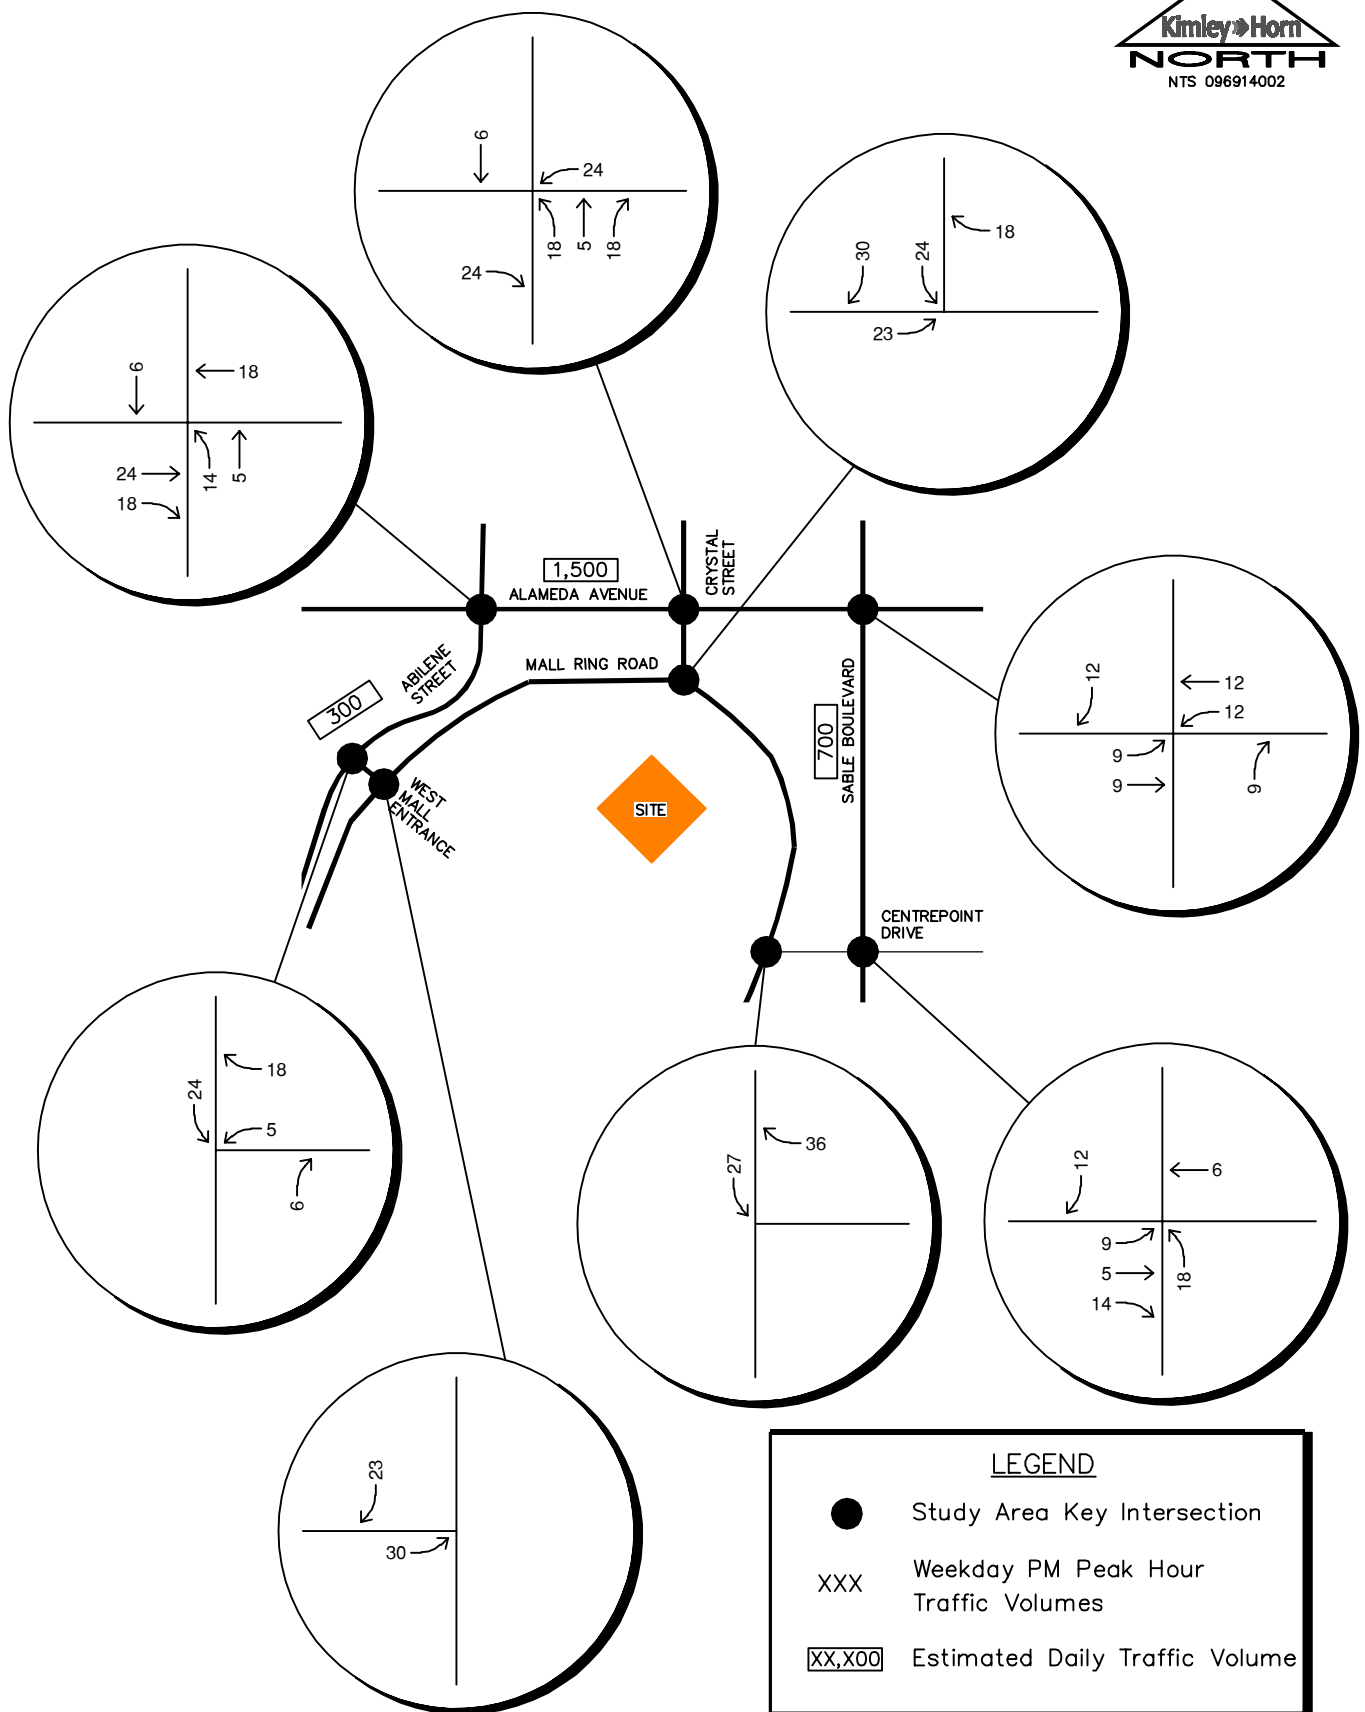 Kimley»Horn
NORTH
NTS 096914002
6
24
18
5
18
24
18
30
24
23
6
18
24
18
14
5
CRYSTAL
STREET
1,500
ALAMEDA AVENUE
MALL RING ROAD
ABILENE
STREET
300
700
SABLE BOULEVARD
12
12
12
9
9
9
WEST
MALL
ENTRANCE
SITE
CENTREPOINT
DRIVE
18
24
5
6
36
27
12
6
9
5
14
18
23
30
LEGEND
Study Area Key Intersection
XXX Weekday PM Peak Hour
Traffic Volumes
XX,X00 Estimated Daily Traffic Volume